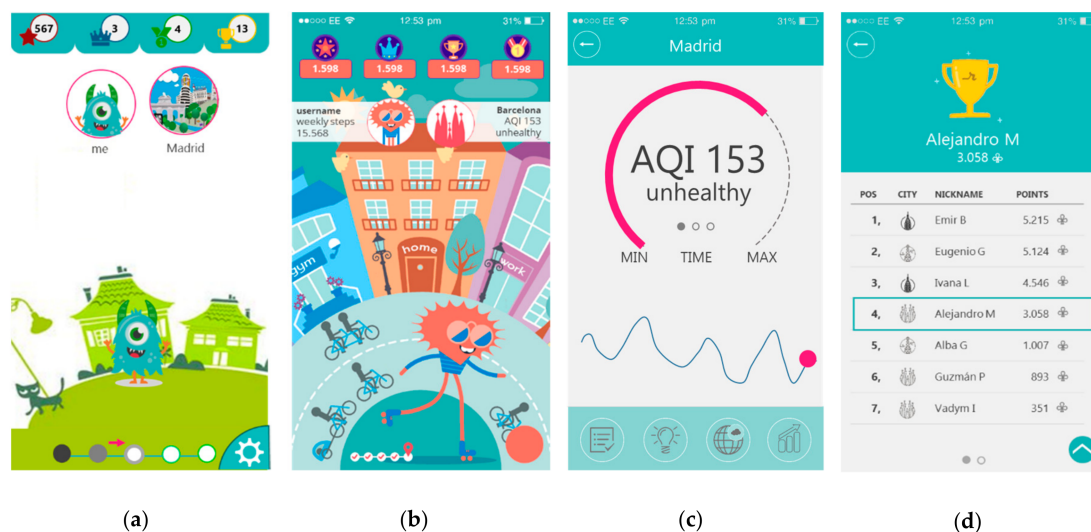 567
3
4
13
me
Madrid
(a)
●●○○○ EE 12:53 pm 31%
1.598
1.598
1.598
1.598
username
weekly steps
15.568
Barcelona
AQI 153
unhealthy
gym
home
work
(b)
●●○○○ EE 12:53 pm 31%
Madrid
AQI 153
unhealthy
MIN TIME MAX
(c)
●●○○○ EE 12:53 pm 31%
Alejandro M
3.058
POS CITY NICKNAME POINTS
1, Emir B 5.215
2, Eugenio G 5.124
3, Ivana L 4.546
4, Alejandro M 3.058
5, Alba G 1.007
6, Guzmán P 893
7, Vadym I 351
(d)